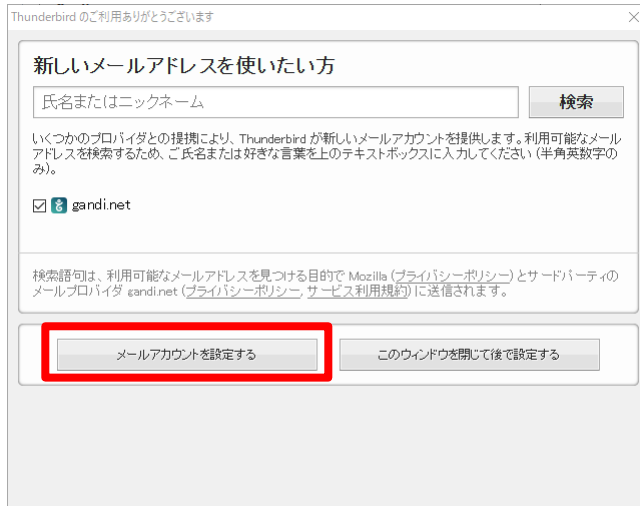 Thunderbird のご利用ありがとうございます
新しいメールアドレスを使いたい方
氏名またはニックネーム
検索
いくつかのプロバイダとの提携により、Thunderbird が新しいメールアカウントを提供します。利用可能なメール
アドレスを検索するため、ご氏名または好きな言葉を上のテキストボックスに入力してください (半角英数字の
み)。
gandi.net
検索語句は、利用可能なメールアドレスを見つける目的で Mozilla (プライバシーポリシー) とサードパーティの
メールプロバイダ gandi.net (プライバシーポリシー, サービス利用規約) に送信されます。
メールアカウントを設定する
このウィンドウを閉じて後で設定する